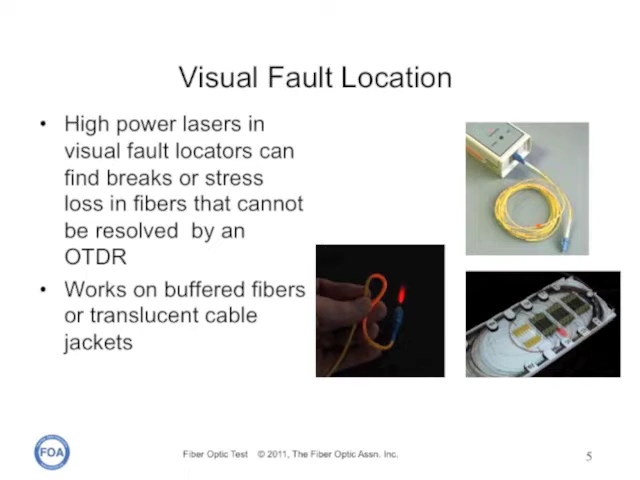 Visual Fault Location
• High power lasers in
visual fault locators can
find breaks or stress
loss in fibers that cannot
be resolved by an
OTDR
• Works on buffered fibers
or translucent cable
jackets
FOA
Fiber Optic Test © 2011, The Fiber Optic Assn. Inc.
5